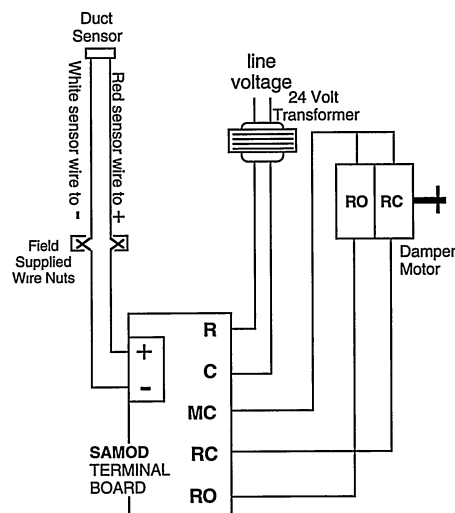 Duct
Sensor
White sensor wire to -
Red sensor wire to +
line
voltage
24 Volt
Transformer
RO
RC
Damper
Motor
Field
Supplied
Wire Nuts
+
-
R
C
MC
RC
RO
SAMOD
TERMINAL
BOARD